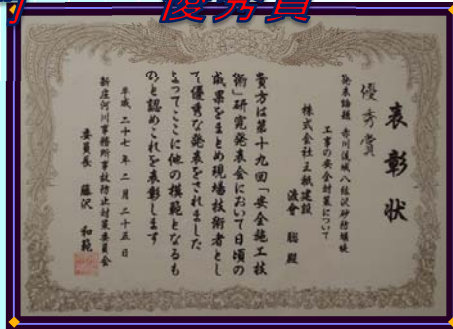 優秀賞
表彰状
優秀賞
発表論題 赤川流域八紘沢砂防堰堤
工事の安全対策について
株式会社王祇建設
渡會 聡 殿
貴方は第十九回「安全施工技
術」研究発表会において日頃の
成果をまとめ現場技術者とし
て優秀な発表をされました
よってここに他の模範となるも
のと認めこれを表彰します
平成二十七年二月二十五日
新庄河川事務所事故防止対策委員会
委員長 藤沢 和範